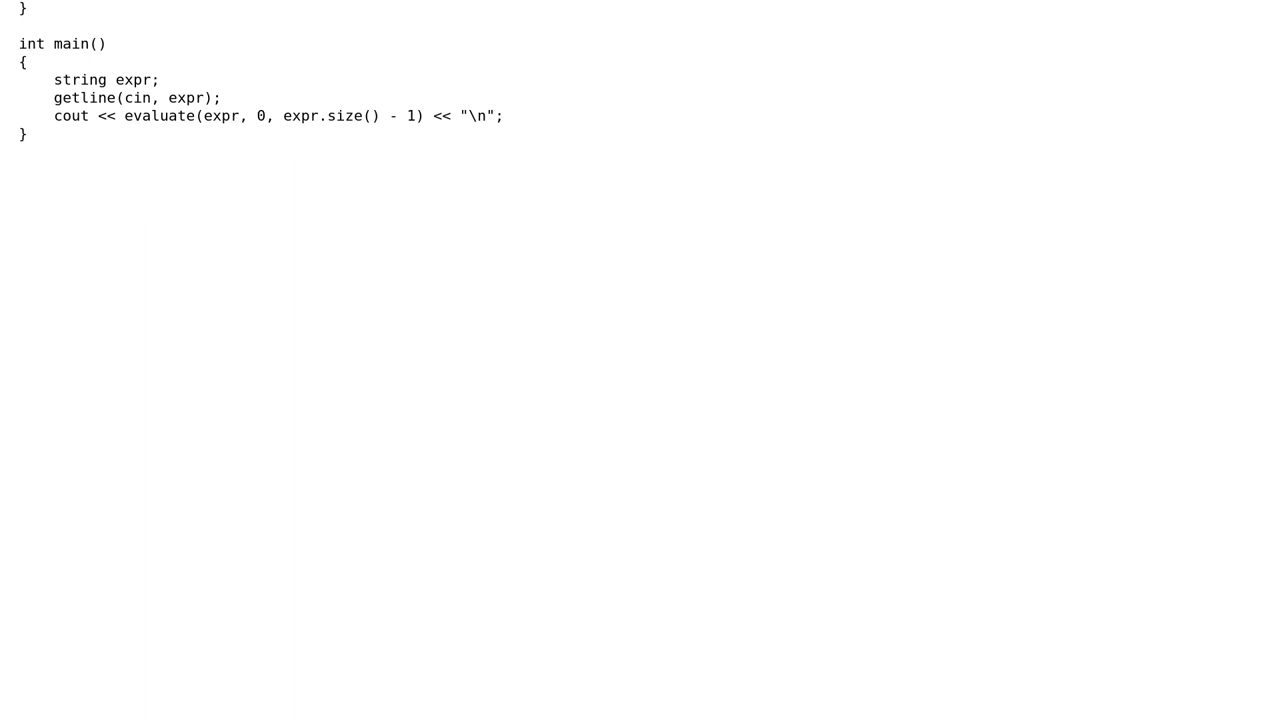 }

int main()
{
    string expr;
    getline(cin, expr);
    cout << evaluate(expr, 0, expr.size() - 1) << "\n";
}